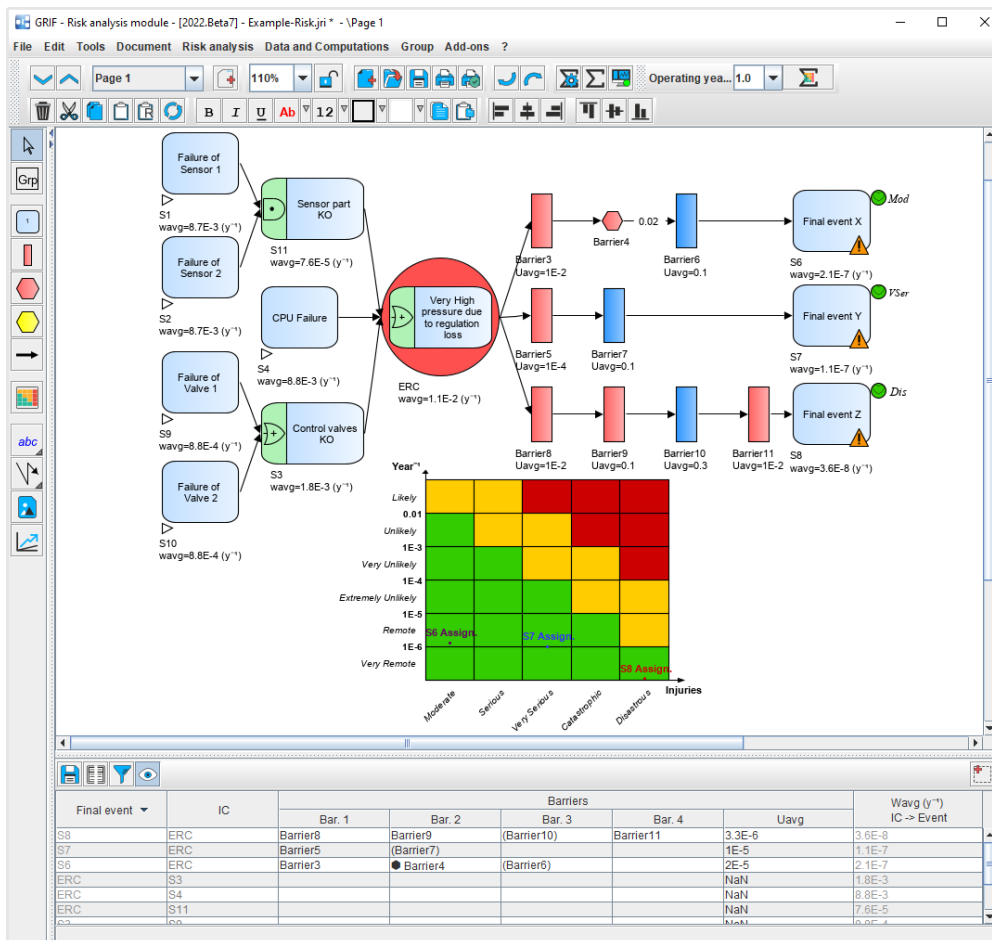 GRIF - Risk analysis module - [2022.Beta7] - Example-Risk.jri * - \Page 1
File Edit Tools Document Risk analysis Data and Computations Group Add-ons ?
Page 1 110% Operating yea... 1.0
B I U Ab 12
Grp
1
abc
Failure of
Sensor 1
S1
wavg=8.7E-3 (y⁻¹)
Failure of
Sensor 2
S2
wavg=8.7E-3 (y⁻¹)
Sensor part
KO
S11
wavg=7.6E-5 (y⁻¹)
CPU Failure
S4
wavg=8.8E-3 (y⁻¹)
Failure of
Valve 1
S9
wavg=8.8E-4 (y⁻¹)
Failure of
Valve 2
S10
wavg=8.8E-4 (y⁻¹)
Control valves
KO
S3
wavg=1.8E-3 (y⁻¹)
Very High
pressure due
to regulation
loss
ERC
wavg=1.1E-2 (y⁻¹)
Barrier3
Uavg=1E-2
Barrier4
0.02
Barrier6
Uavg=0.1
Final event X
Mod
S6
wavg=2.1E-7 (y⁻¹)
Barrier5
Uavg=1E-4
Barrier7
Uavg=0.1
Final event Y
VSer
S7
wavg=1.1E-7 (y⁻¹)
Barrier8
Uavg=1E-2
Barrier9
Uavg=0.1
Barrier10
Uavg=0.3
Barrier11
Uavg=1E-2
Final event Z
Dis
S8
wavg=3.6E-8 (y⁻¹)
Year⁻¹
Likely
0.01
Unlikely
1E-3
Very Unlikely
1E-4
Extremely Unlikely
1E-5
Remote
1E-6
Very Remote
S6 Assign.
S7 Assign.
S8 Assign.
Injuries
Moderate
Serious
Very Serious
Catastrophic
Disastrous
Final event IC Barriers Wavg (y⁻¹)
IC -> Event
Bar. 1 Bar. 2 Bar. 3 Bar. 4 Uavg
S8 ERC Barrier8 Barrier9 (Barrier10) Barrier11 3.3E-6 3.6E-8
S7 ERC Barrier5 (Barrier7) 1E-5 1.1E-7
S6 ERC Barrier3 Barrier4 (Barrier6) 2E-5 2.1E-7
ERC S3 NaN 1.8E-3
ERC S4 NaN 8.8E-3
ERC S11 NaN 7.6E-5
S3 S9 NaN 8.8E-4